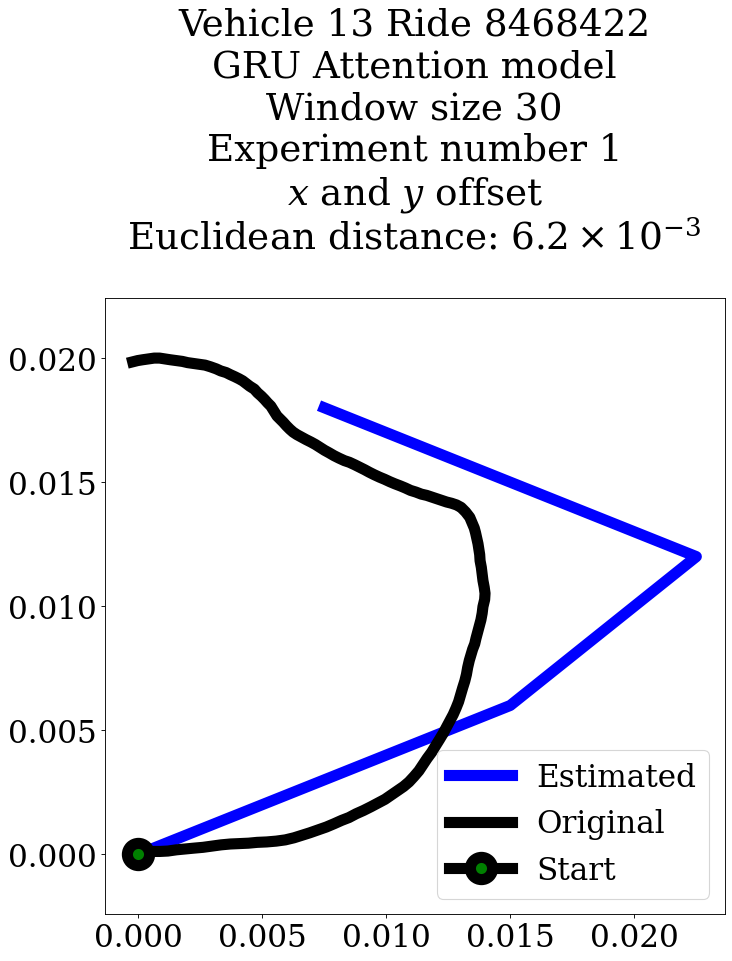 Vehicle 13 Ride 8468422
GRU Attention model
Window size 30
Experiment number 1
x and y offset
Euclidean distance: 6.2 × 10⁻³
0.020
0.015
0.010
0.005
0.000
Estimated
Original
Start
0.000 0.005 0.010 0.015 0.020